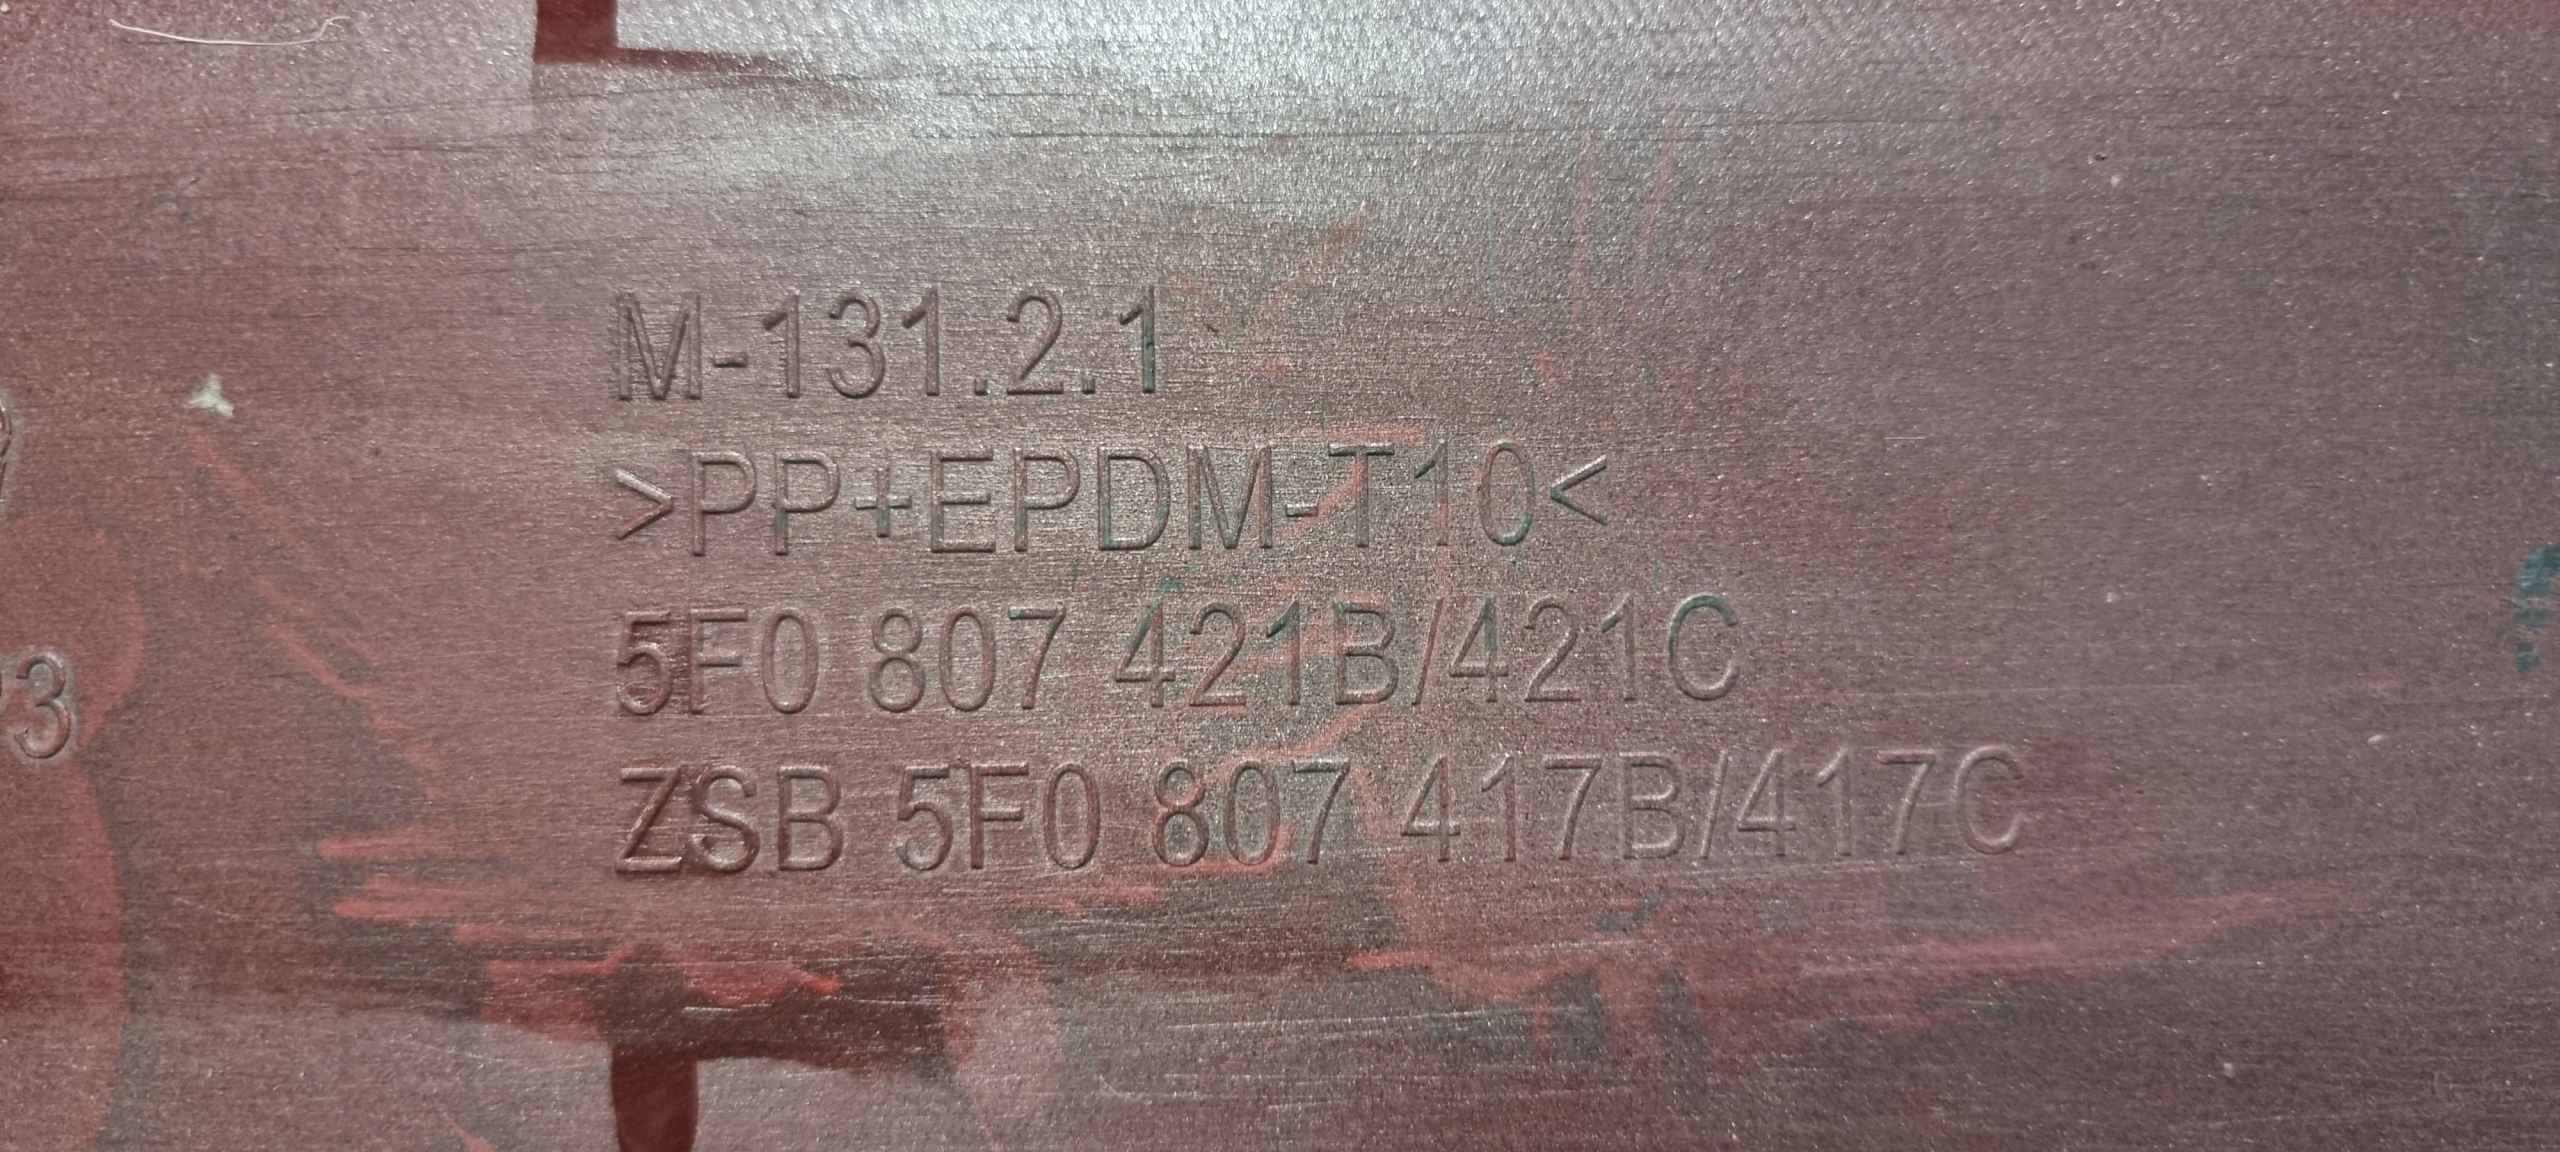 M-131.2.1
>PP+EPDM-T10<
5F0 807 421B/421C
ZSB 5F0 807 417B/417C